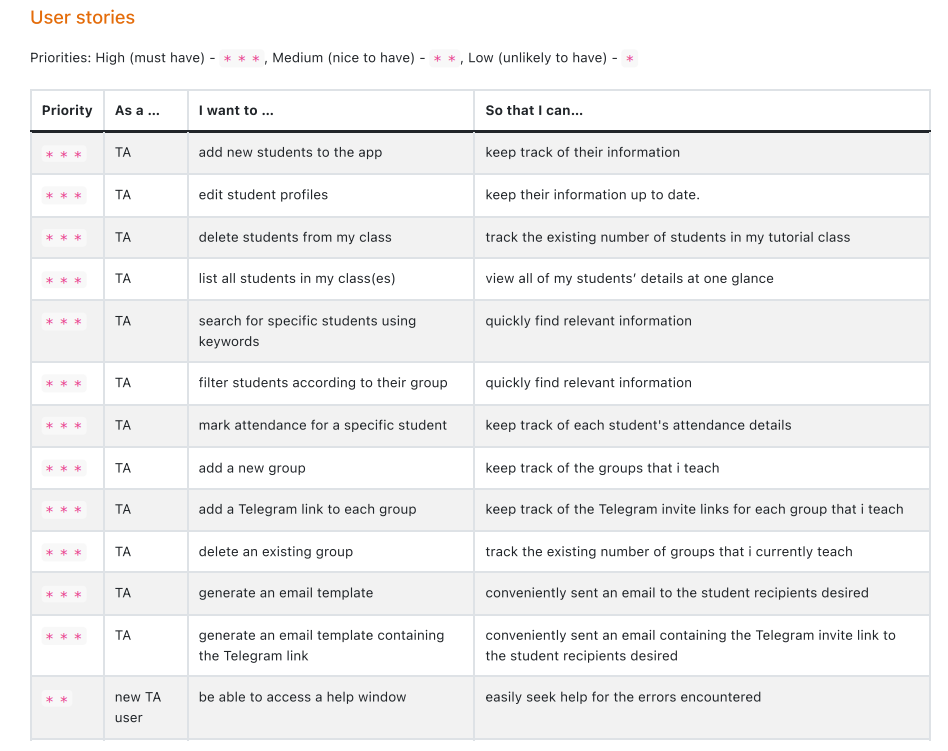 User stories
Priorities: High (must have) - * * *, Medium (nice to have) - * *, Low (unlikely to have) - *
Priority As a ... I want to ... So that I can...
* * * TA add new students to the app keep track of their information
* * * TA edit student profiles keep their information up to date.
* * * TA delete students from my class track the existing number of students in my tutorial class
* * * TA list all students in my class(es) view all of my students’ details at one glance
* * * TA search for specific students using quickly find relevant information
keywords
* * * TA filter students according to their group quickly find relevant information
* * * TA mark attendance for a specific student keep track of each student's attendance details
* * * TA add a new group keep track of the groups that i teach
* * * TA add a Telegram link to each group keep track of the Telegram invite links for each group that i teach
* * * TA delete an existing group track the existing number of groups that i currently teach
* * * TA generate an email template conveniently sent an email to the student recipients desired
* * * TA generate an email template containing conveniently sent an email containing the Telegram invite link to
the Telegram link the student recipients desired
* * new TA be able to access a help window easily seek help for the errors encountered
user